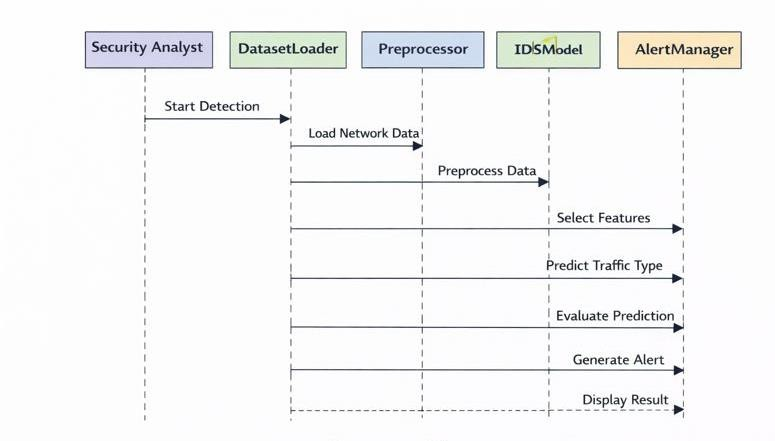 Security Analyst
DatasetLoader
Preprocessor
IDSModel
AlertManager
Start Detection
Load Network Data
Preprocess Data
Select Features
Predict Traffic Type
Evaluate Prediction
Generate Alert
Display Result